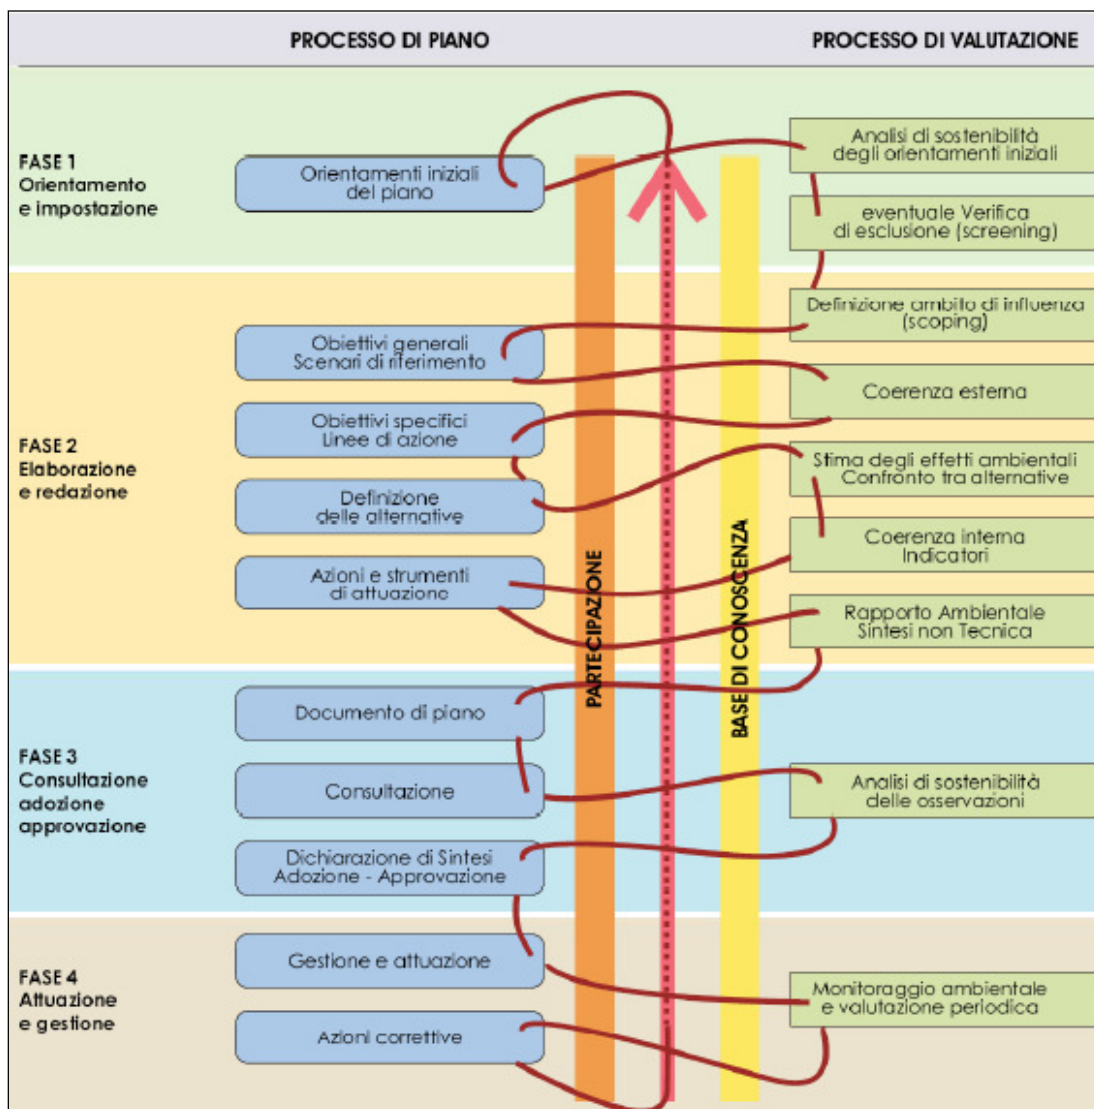 PROCESSO DI PIANO
PROCESSO DI VALUTAZIONE
FASE 1
Orientamento
e impostazione
Orientamenti iniziali
del piano
Analisi di sostenibilità
degli orientamenti iniziali
eventuale Verifica
di esclusione (screening)
FASE 2
Elaborazione
e redazione
Obiettivi generali
Scenari di riferimento
Obiettivi specifici
Linee di azione
Definizione
delle alternative
Azioni e strumenti
di attuazione
Definizione ambito di influenza
(scoping)
Coerenza esterna
Stima degli effetti ambientali
Confronto tra alternative
Coerenza interna
Indicatori
Rapporto Ambientale
Sintesi non Tecnica
PARTECIPAZIONE
BASE DI CONOSCENZA
FASE 3
Consultazione
adozione
approvazione
Documento di piano
Consultazione
Dichiarazione di Sintesi
Adozione - Approvazione
Analisi di sostenibilità
delle osservazioni
FASE 4
Attuazione
e gestione
Gestione e attuazione
Azioni correttive
Monitoraggio ambientale
e valutazione periodica